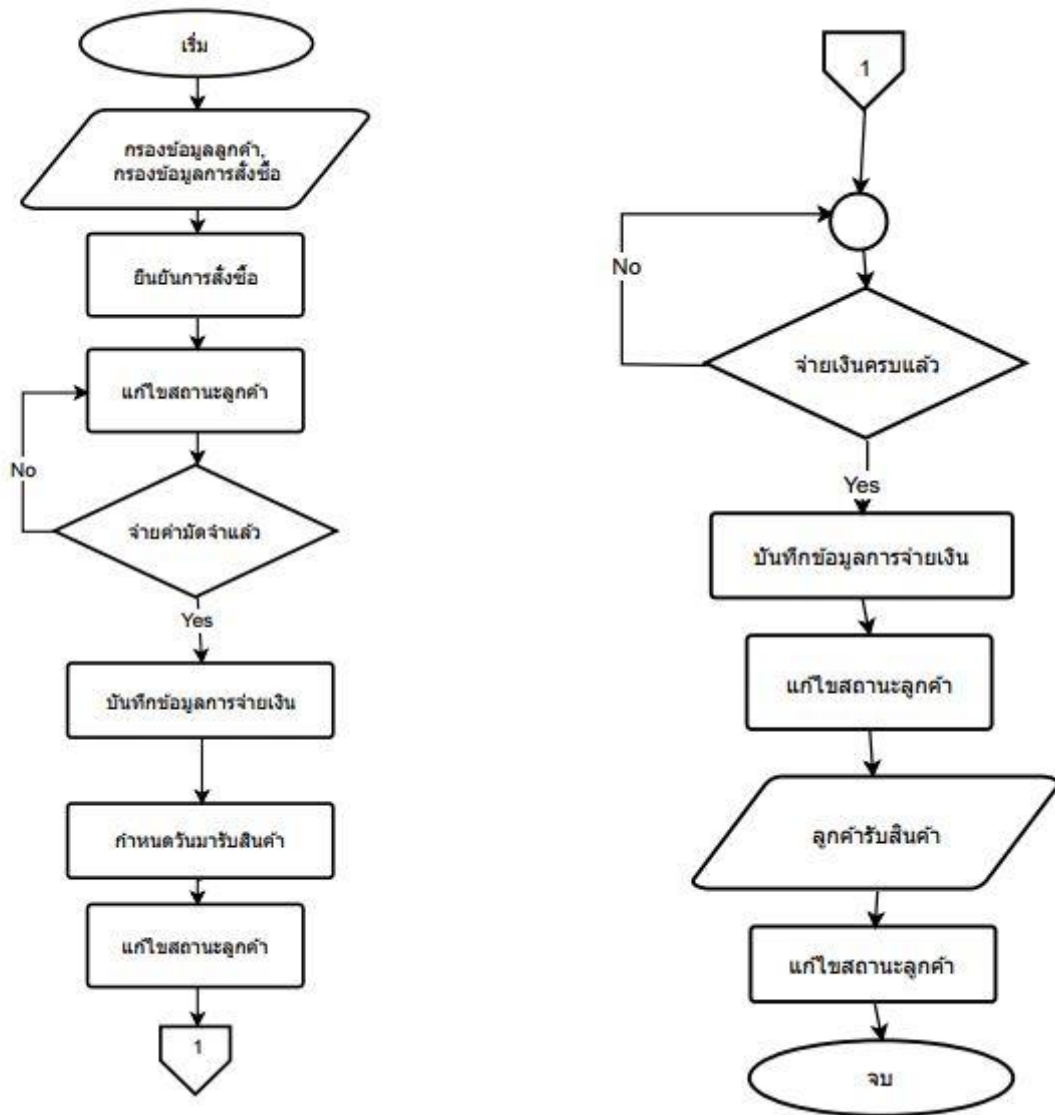 เริ่ม
กรองข้อมูลลูกค้า,
กรองข้อมูลการสั่งซื้อ
ยืนยันการสั่งซื้อ
แก้ไขสถานะลูกค้า
No
จ่ายค่ามัดจำแล้ว
Yes
บันทึกข้อมูลการจ่ายเงิน
กำหนดวันมารับสินค้า
แก้ไขสถานะลูกค้า
1
1
No
จ่ายเงินครบแล้ว
Yes
บันทึกข้อมูลการจ่ายเงิน
แก้ไขสถานะลูกค้า
ลูกค้ารับสินค้า
แก้ไขสถานะลูกค้า
จบ